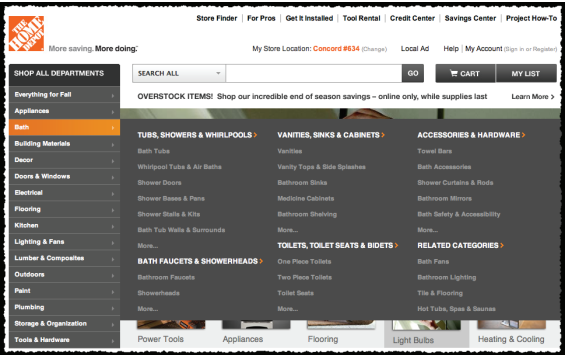 Store Finder | For Pros | Get It Installed | Tool Rental | Credit Center | Savings Center | Project How-To
THE HOME DEPOT
More saving. More doing.
My Store Location: Concord #634 (Change) Local Ad Help | My Account (Sign in or Register)
SHOP ALL DEPARTMENTS
SEARCH ALL
GO
CART
MY LIST
OVERSTOCK ITEMS! Shop our incredible end of season savings – online only, while supplies last Learn More >
Everything for Fall
Appliances
Bath
Building Materials
Decor
Doors & Windows
Electrical
Flooring
Kitchen
Lighting & Fans
Lumber & Composites
Outdoors
Paint
Plumbing
Storage & Organization
Tools & Hardware
TUBS, SHOWERS & WHIRLPOOLS >
Bath Tubs
Whirlpool Tubs & Air Baths
Shower Doors
Shower Bases & Pans
Shower Stalls & Kits
Bath Tub Walls & Surrounds
More...
BATH FAUCETS & SHOWERHEADS >
Bathroom Faucets
Showerheads
More...
VANITIES, SINKS & CABINETS >
Vanities
Vanity Tops & Side Splashes
Bathroom Sinks
Medicine Cabinets
Bathroom Shelving
More...
TOILETS, TOILET SEATS & BIDETS >
One Piece Toilets
Two Piece Toilets
Toilet Seats
More...
ACCESSORIES & HARDWARE >
Towel Bars
Bath Accessories
Shower Curtains & Rods
Bathroom Mirrors
Bath Safety & Accessibility
More...
RELATED CATEGORIES >
Bath Fans
Bathroom Lighting
Tile & Flooring
Hot Tubs, Spas & Saunas
Power Tools
Appliances
Flooring
Light Bulbs
Heating & Cooling